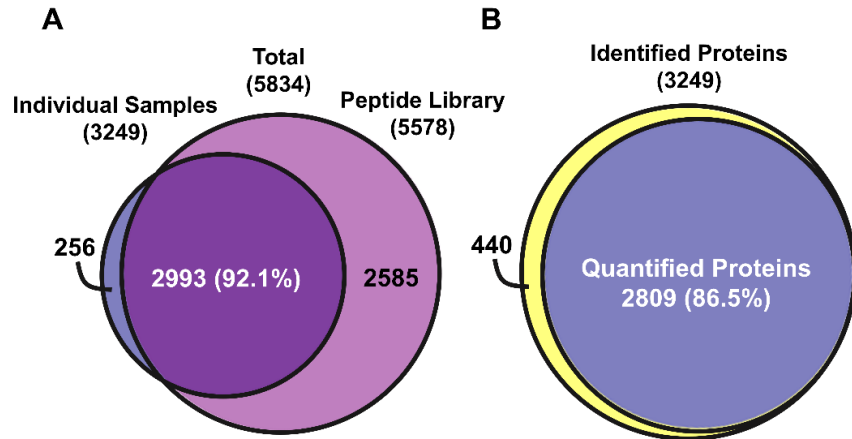 A
Total
(5834)
Individual Samples
(3249)
Peptide Library
(5578)
256
2993 (92.1%)
2585
B
Identified Proteins
(3249)
440
Quantified Proteins
2809 (86.5%)